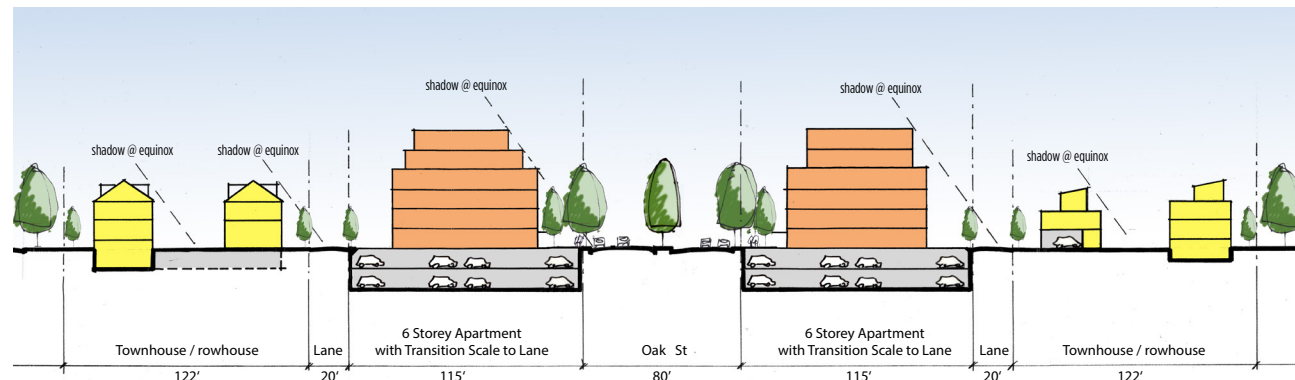 shadow @ equinox
shadow @ equinox
shadow @ equinox
shadow @ equinox
shadow @ equinox
Townhouse / rowhouse
Lane
6 Storey Apartment
with Transition Scale to Lane
Oak St
6 Storey Apartment
with Transition Scale to Lane
Lane
Townhouse / rowhouse
122’
20’
115’
80’
115’
20’
122’